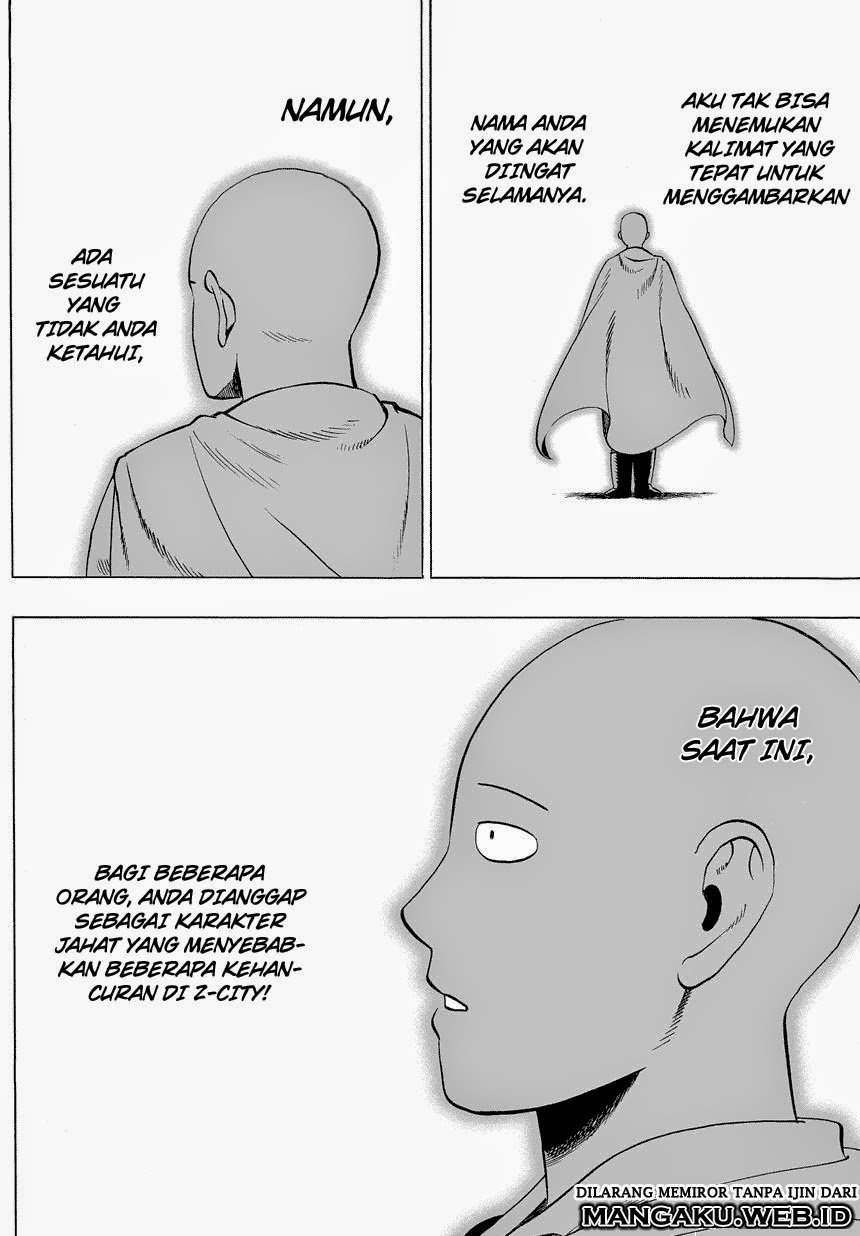 AKU TAK BISA
MENEMUKAN
KALIMAT YANG
TEPAT UNTUK
MENGGAMBARKAN
NAMA ANDA
YANG AKAN
DIINGAT
SELAMANYA.
NAMUN,
ADA
SESUATU
YANG
TIDAK ANDA
KETAHUI,
BAHWA
SAAT INI,
BAGI BEBERAPA
ORANG, ANDA DIANGGAP
SEBAGAI KARAKTER
JAHAT YANG MENYEBAB-
KAN BEBERAPA KEHAN-
CURAN DI Z-CITY!
DILARANG MEMIROR TANPA IJIN DARI
MANGAKU.WEB.ID